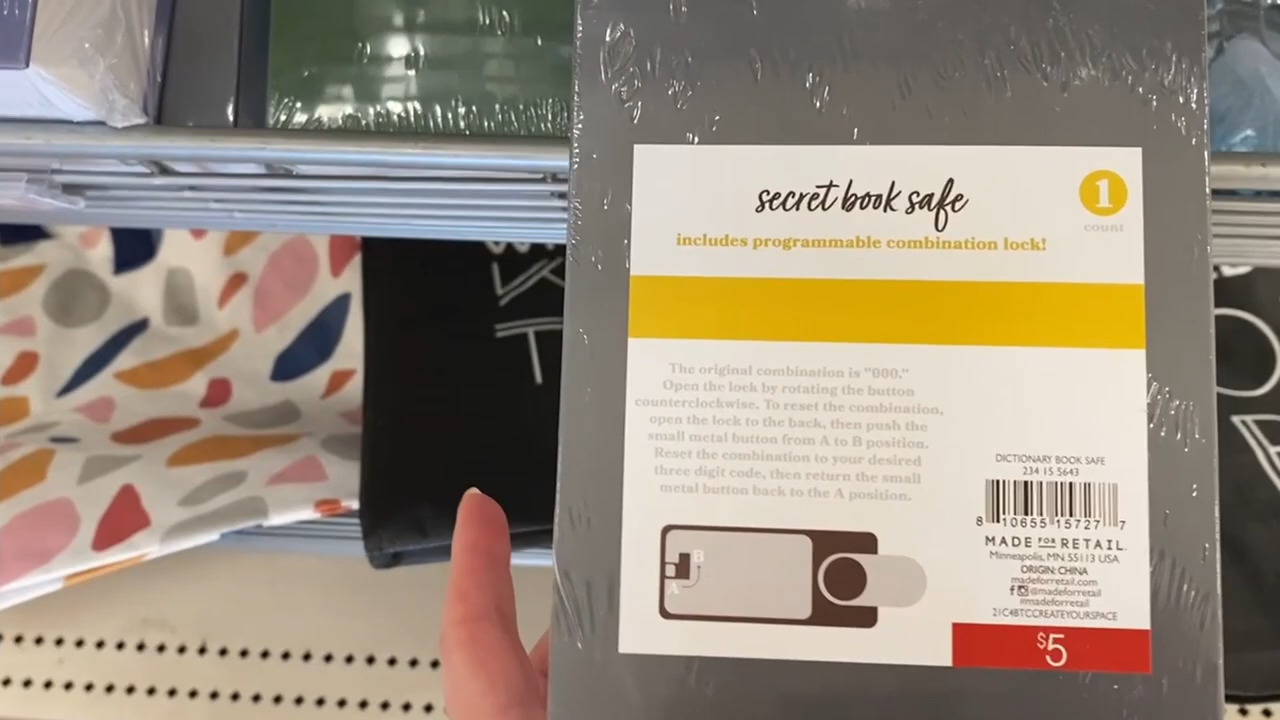 secret book safe
1
count
includes programmable combination lock!
The original combination is "000."
Open the lock by rotating the button
counterclockwise. To reset the combination,
open the lock to the back, then push the
small metal button from A to B position.
Reset the combination to your desired
three digit code, then return the small
metal button back to the A position.
B
A
DICTIONARY BOOK SAFE
234 15 5643
8 10655 15727 7
MADE FOR RETAIL.
Minneapolis, MN 55113 USA
ORIGIN: CHINA
madeforretail.com
@madeforretail
#madeforretail
21C4BTCCREATEYOURSPACE
$5